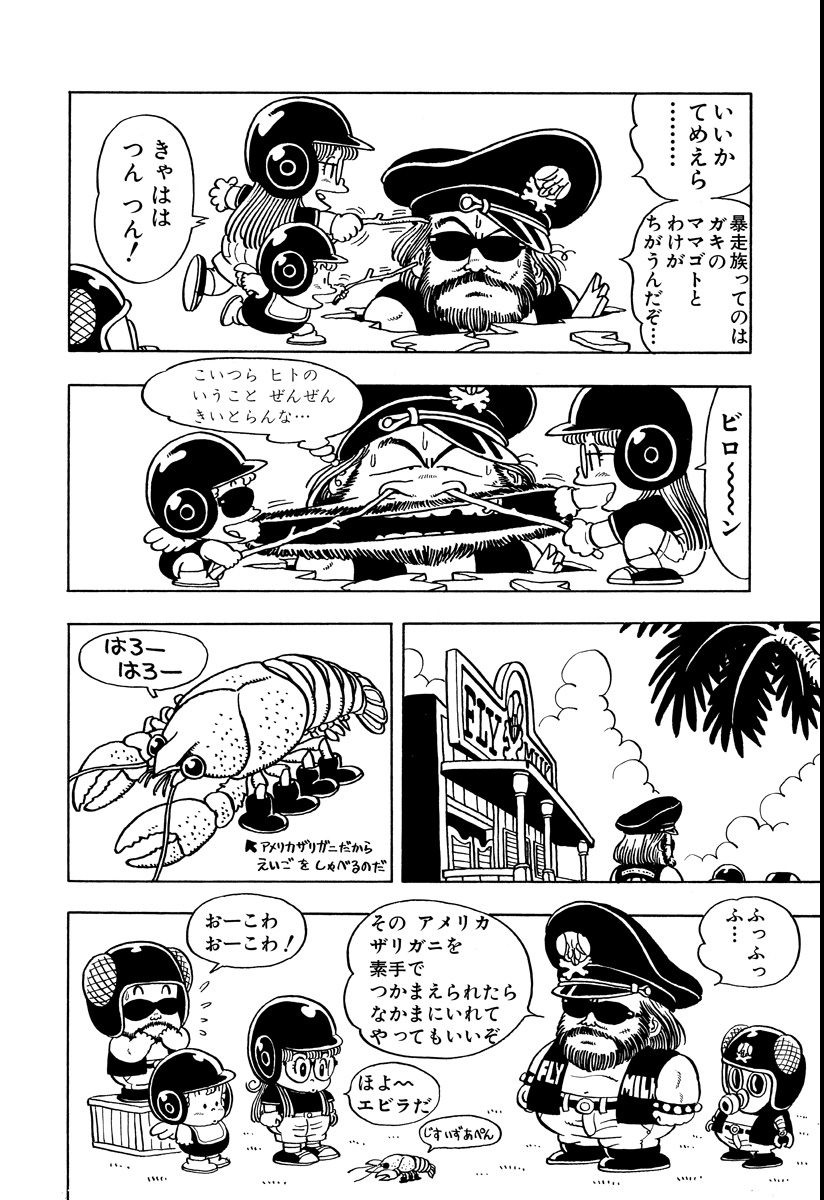 いいか
てめえら
………
暴走族ってのは
ガキの
ママゴトと
わけが
ちがうんだぞ…
きゃはは
つんつん!
ビロ〜〜〜ン
こいつら ヒトの
いうこと ぜんぜん
きいとらんな…
FLY MILK
はろー
はろー
アメリカザリガニだから
えいごを しゃべるのだ
ふっふっ
ふ…
その アメリカ
ザリガニを
素手で
つかまえられたら
なかまにいれて
やってもいいぞ
FLY MILK
ほよ〜
エビラだ
じすいずあぺん
おーこわ
おーこわ!